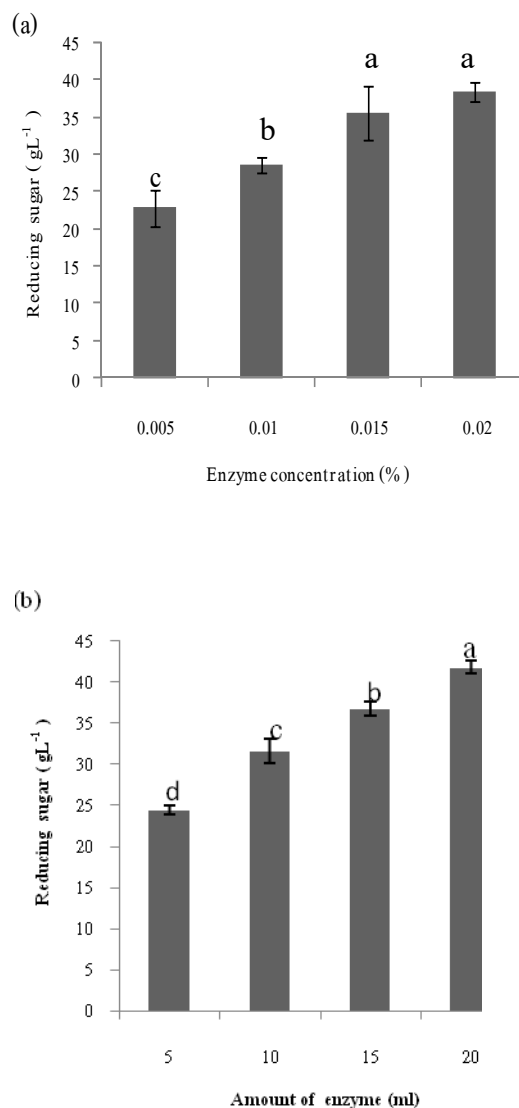 (a)
45
a
a
40
35
b
30
c
25
20
15
10
5
0
Reducing sugar ( gL⁻¹ )
0.005 0.01 0.015 0.02
Enzyme concentration (% )
(b)
45
a
40
b
35
c
30
d
25
20
15
10
5
0
Reducing sugar ( gL⁻¹ )
5 10 15 20
Amount of enzyme (ml)